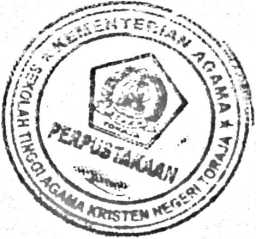 KEMENTERIAN AGAMA
PERPUSTAKAAN
SEKOLAH TINGGI AGAMA KRISTEN NEGERI TORAJA